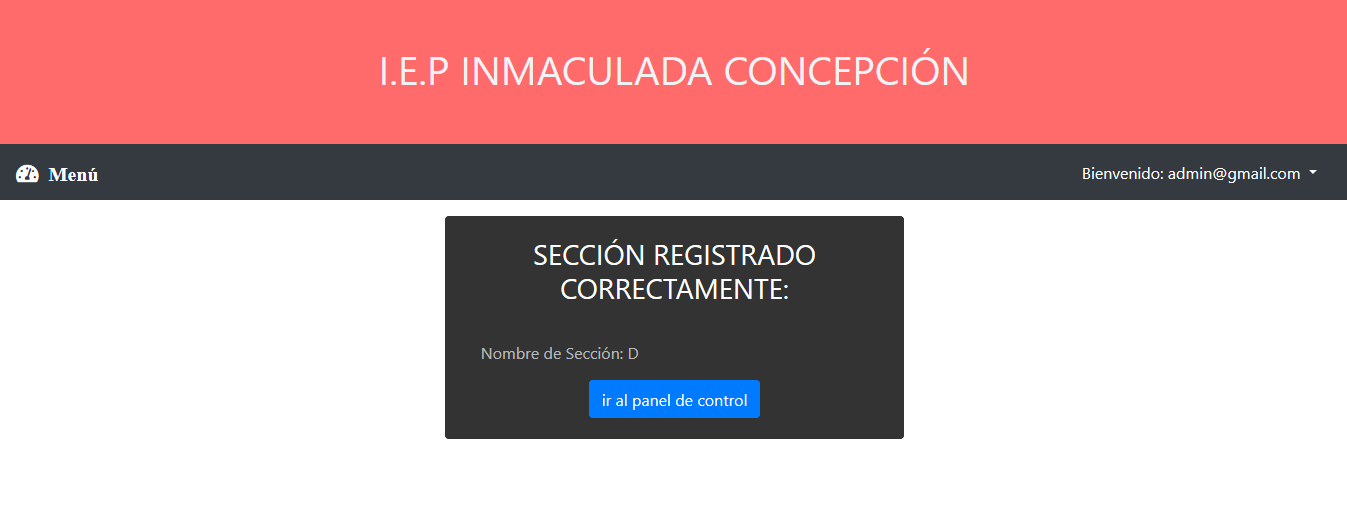 I.E.P INMACULADA CONCEPCIÓN
Menú
Bienvenido: admin@gmail.com
SECCIÓN REGISTRADO
CORRECTAMENTE:
Nombre de Sección: D
ir al panel de control